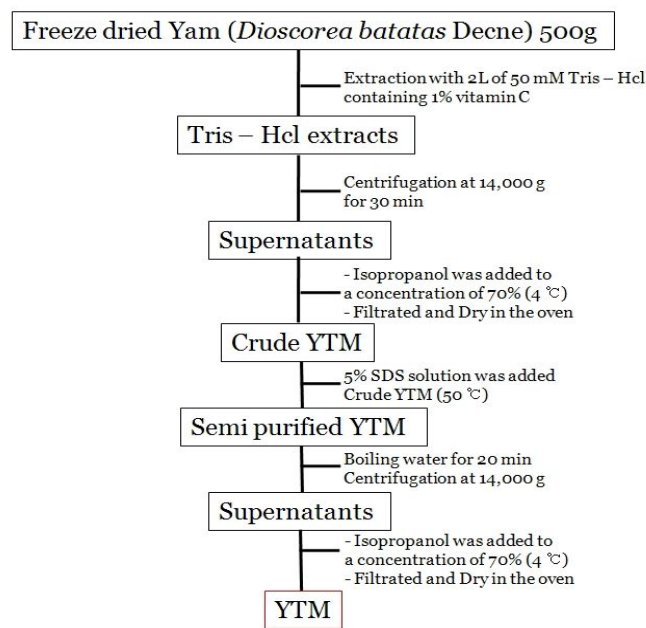 Freeze dried Yam (Dioscorea batatas Decne) 500g
Extraction with 2L of 50 mM Tris – Hcl
containing 1% vitamin C
Tris – Hcl extracts
Centrifugation at 14,000 g
for 30 min
Supernatants
- Isopropanol was added to
a concentration of 70% (4 ℃)
- Filtrated and Dry in the oven
Crude YTM
5% SDS solution was added
Crude YTM (50 ℃)
Semi purified YTM
Boiling water for 20 min
Centrifugation at 14,000 g
Supernatants
- Isopropanol was added to
a concentration of 70% (4 ℃)
- Filtrated and Dry in the oven
YTM